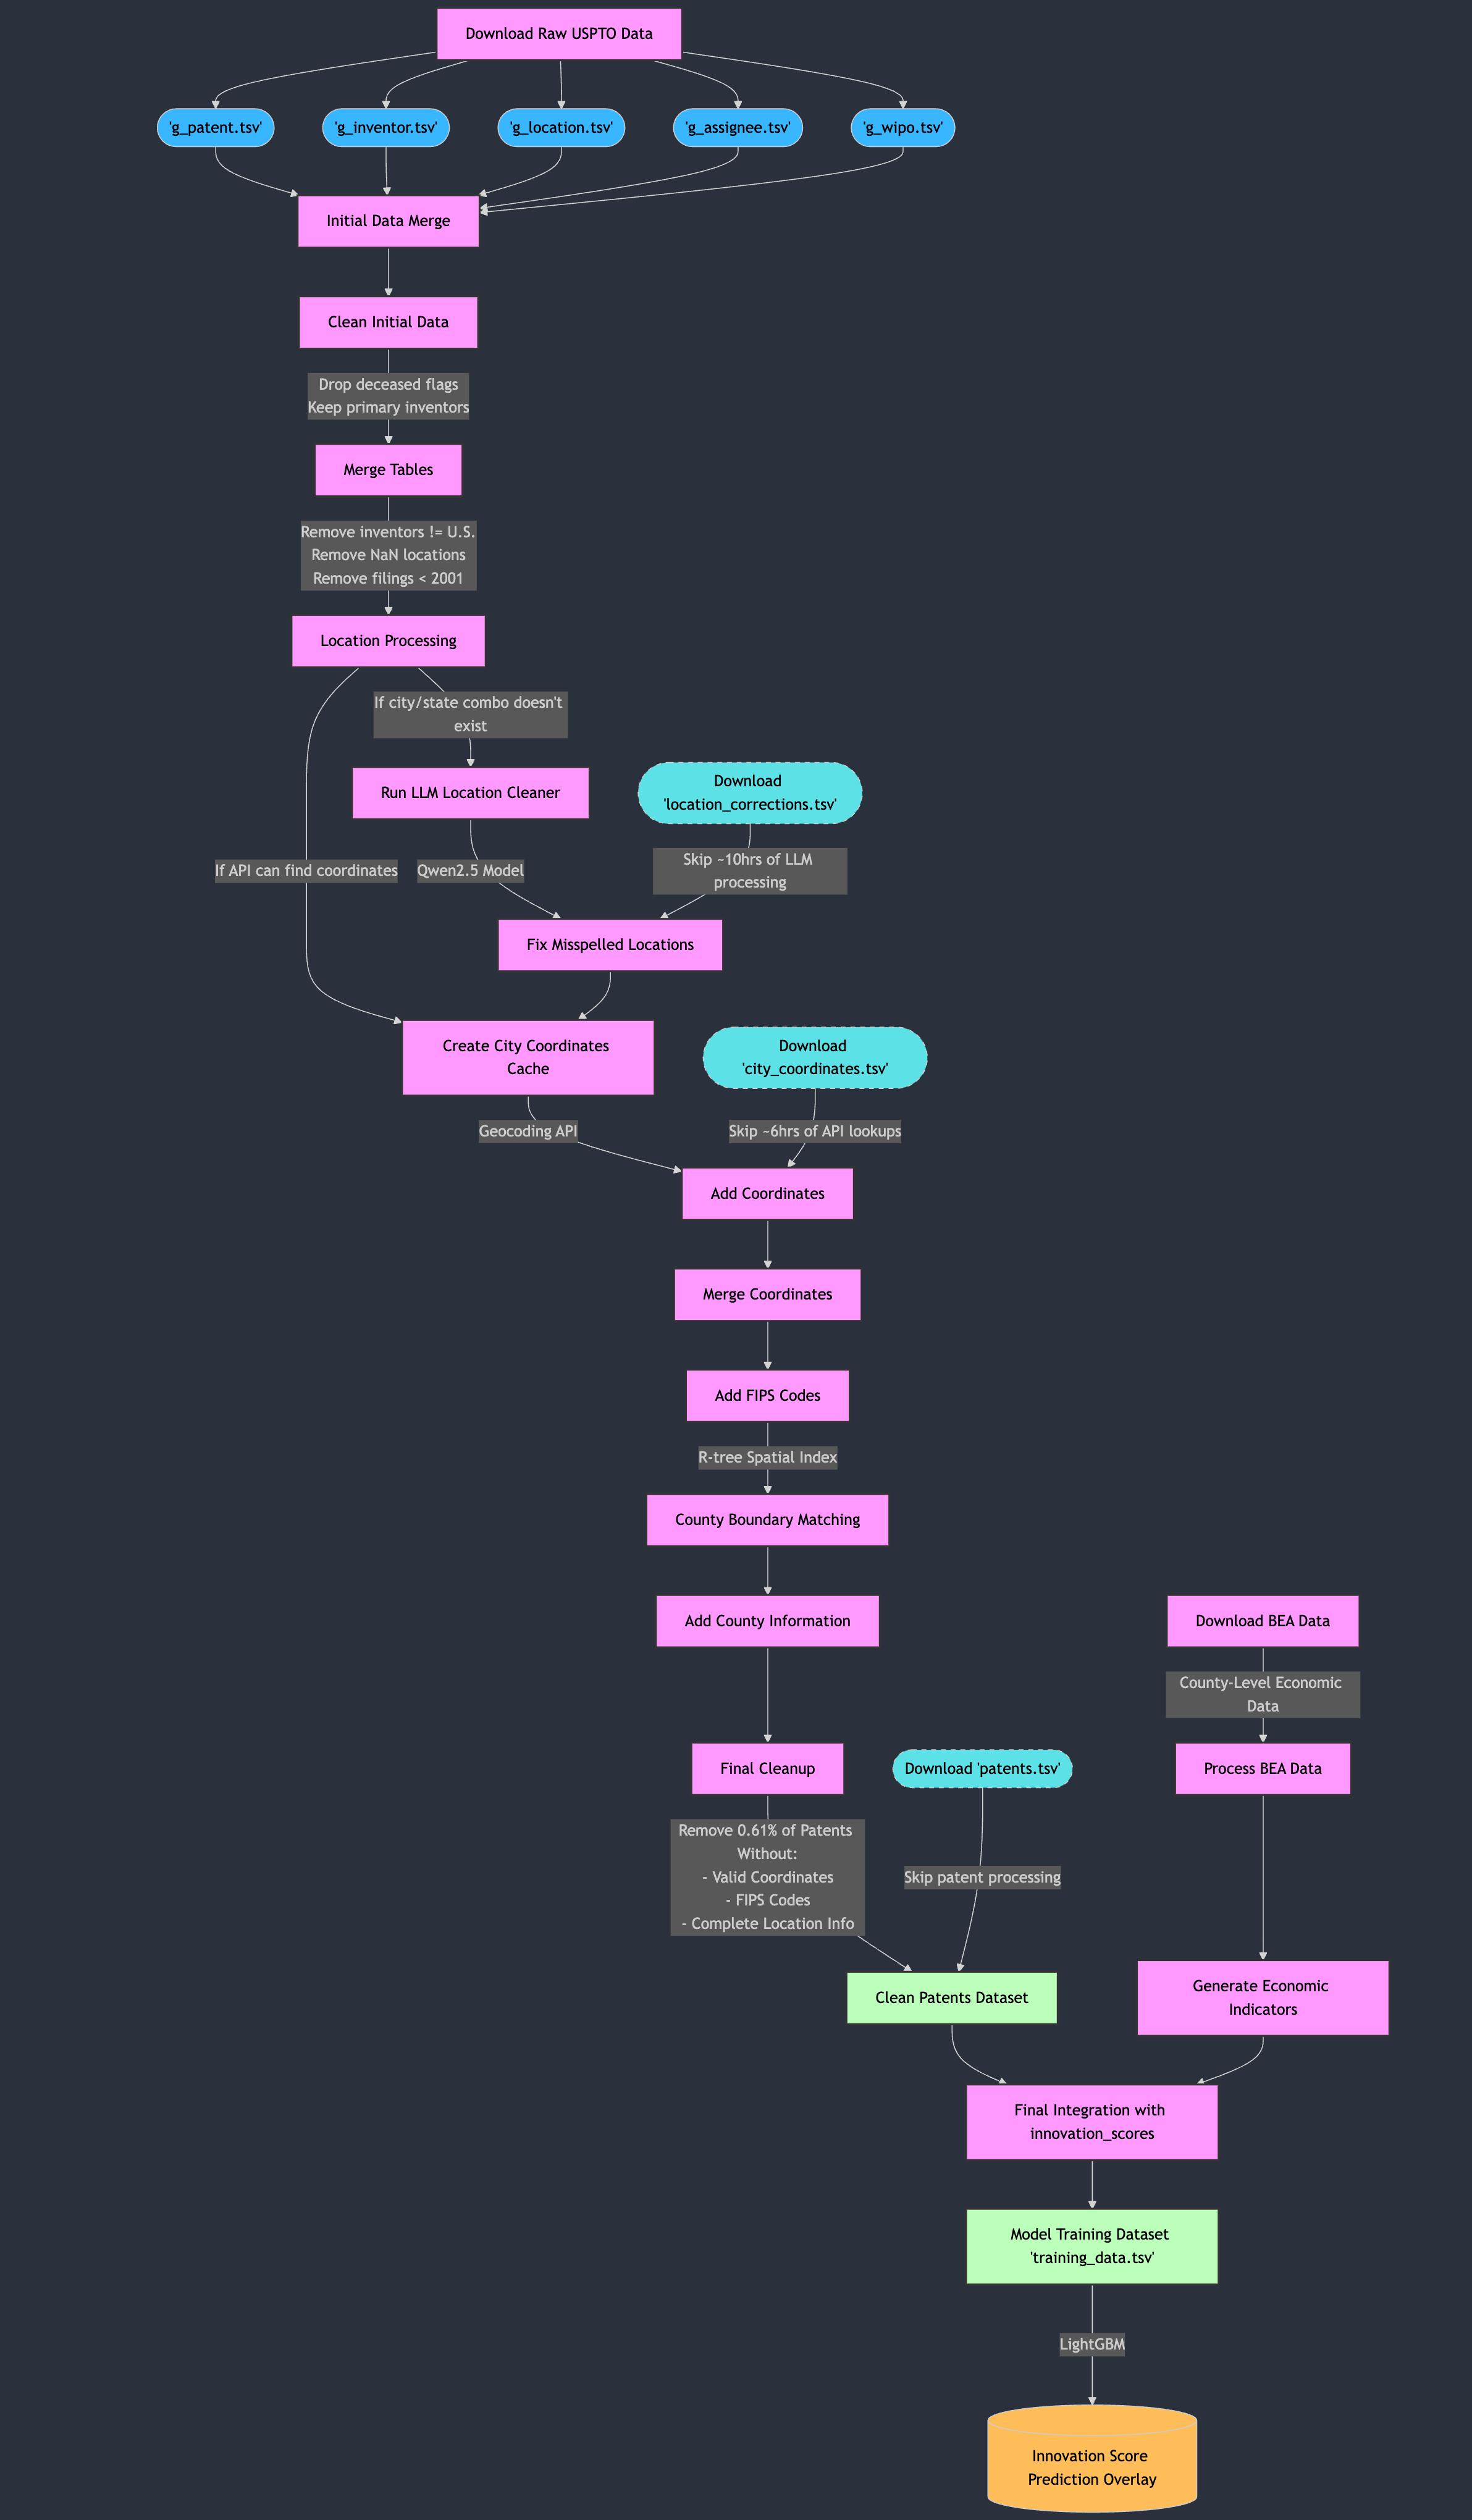 Download Raw USPTO Data
'g_patent.tsv'
'g_inventor.tsv'
'g_location.tsv'
'g_assignee.tsv'
'g_wipo.tsv'
Initial Data Merge
Clean Initial Data
Drop deceased flags
Keep primary inventors
Merge Tables
Remove inventors != U.S.
Remove NaN locations
Remove filings < 2001
Location Processing
If city/state combo doesn't
exist
Run LLM Location Cleaner
Download
'location_corrections.tsv'
If API can find coordinates
Qwen2.5 Model
Skip ~10hrs of LLM
processing
Fix Misspelled Locations
Create City Coordinates
Cache
Download
'city_coordinates.tsv'
Geocoding API
Skip ~6hrs of API lookups
Add Coordinates
Merge Coordinates
Add FIPS Codes
R-tree Spatial Index
County Boundary Matching
Add County Information
Download BEA Data
County-Level Economic
Data
Final Cleanup
Download 'patents.tsv'
Process BEA Data
Remove 0.61% of Patents
Without:
- Valid Coordinates
- FIPS Codes
- Complete Location Info
Skip patent processing
Clean Patents Dataset
Generate Economic
Indicators
Final Integration with
innovation_scores
Model Training Dataset
'training_data.tsv'
LightGBM
Innovation Score
Prediction Overlay